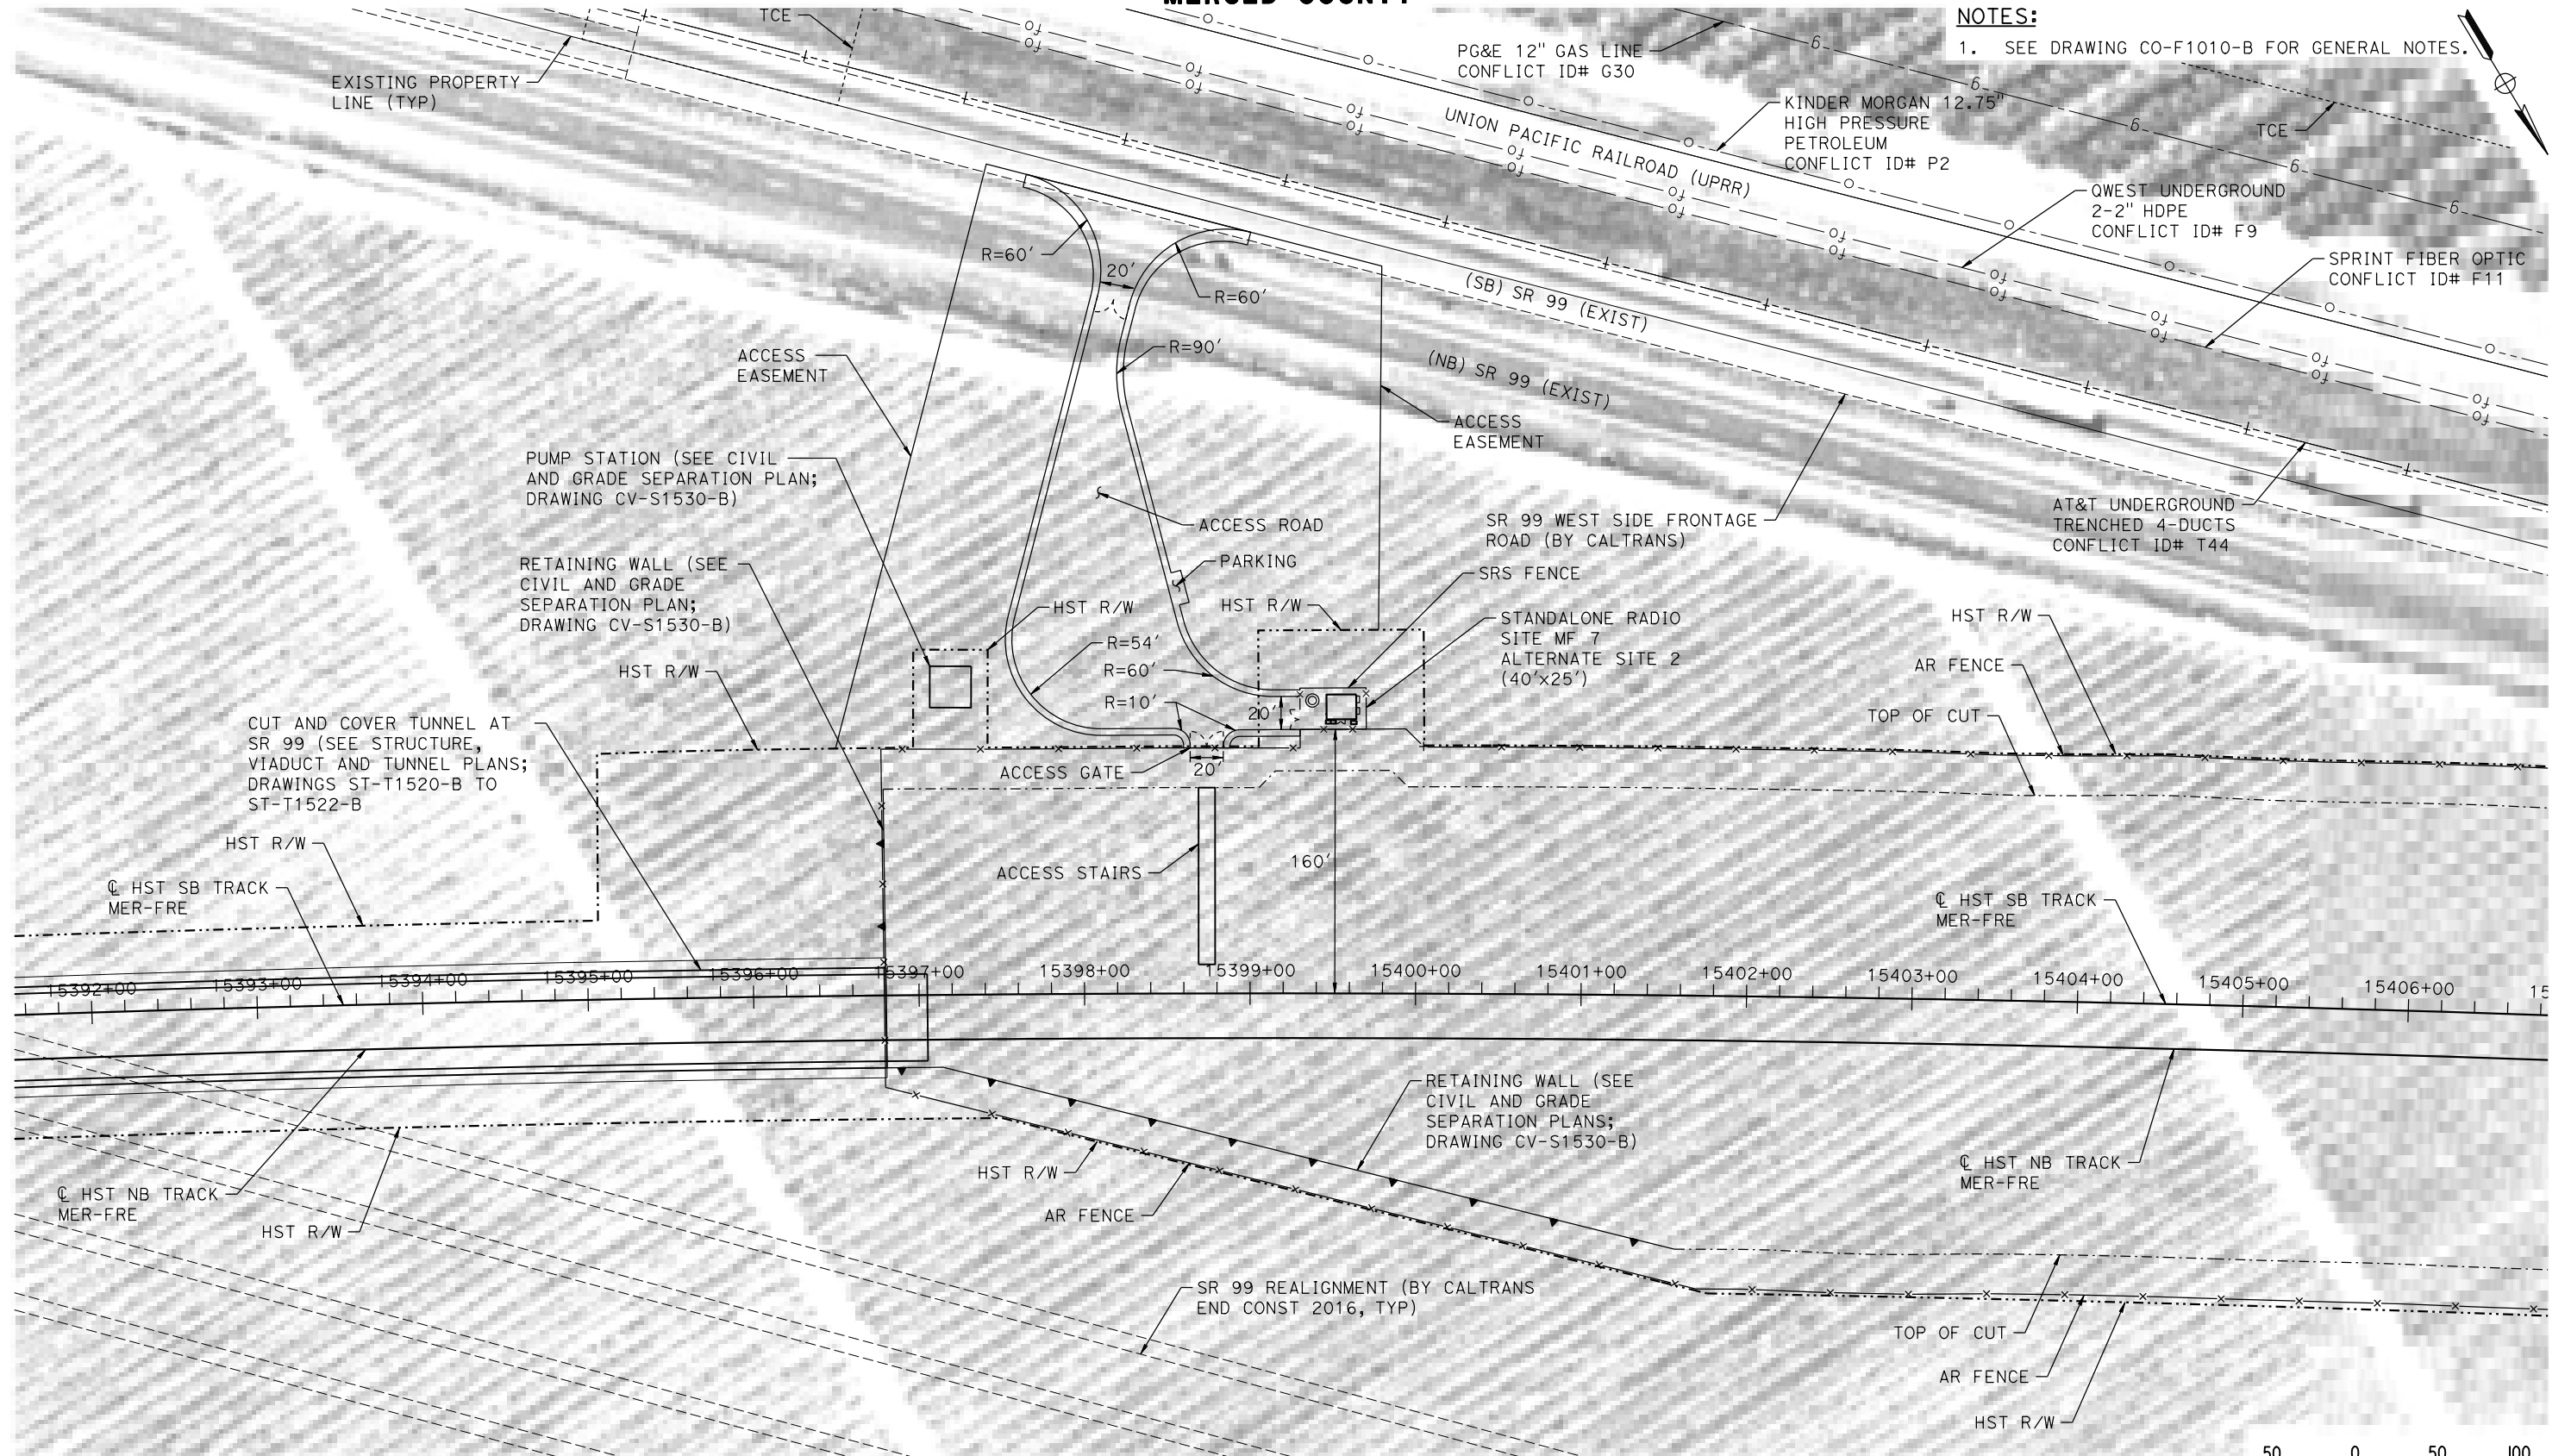 MERCED COUNTY
TCE
NOTES:
1. SEE DRAWING CO-F1010-B FOR GENERAL NOTES.
PG&E 12" GAS LINE
CONFLICT ID# G30
EXISTING PROPERTY
LINE (TYP)
KINDER MORGAN 12.75"
HIGH PRESSURE
PETROLEUM
CONFLICT ID# P2
TCE
UNION PACIFIC RAILROAD (UPRR)
QWEST UNDERGROUND
2-2" HDPE
CONFLICT ID# F9
SPRINT FIBER OPTIC
CONFLICT ID# F11
R=60'
20'
R=60'
(SB) SR 99 (EXIST)
R=90'
(NB) SR 99 (EXIST)
ACCESS
EASEMENT
ACCESS
EASEMENT
PUMP STATION (SEE CIVIL
AND GRADE SEPARATION PLAN;
DRAWING CV-S1530-B)
ACCESS ROAD
SR 99 WEST SIDE FRONTAGE
ROAD (BY CALTRANS)
AT&T UNDERGROUND
TRENCHED 4-DUCTS
CONFLICT ID# T44
RETAINING WALL (SEE
CIVIL AND GRADE
SEPARATION PLAN;
DRAWING CV-S1530-B)
PARKING
SRS FENCE
HST R/W
HST R/W
STANDALONE RADIO
SITE MF 7
ALTERNATE SITE 2
(40'x25')
HST R/W
AR FENCE
TOP OF CUT
HST R/W
R=54'
R=60'
R=10'
20'
CUT AND COVER TUNNEL AT
SR 99 (SEE STRUCTURE,
VIADUCT AND TUNNEL PLANS;
DRAWINGS ST-T1520-B TO
ST-T1522-B
ACCESS GATE
20'
HST R/W
ACCESS STAIRS
160'
℄ HST SB TRACK
MER-FRE
℄ HST SB TRACK
MER-FRE
15392+00 15393+00 15394+00 15395+00 15396+00 15397+00 15398+00 15399+00 15400+00 15401+00 15402+00 15403+00 15404+00 15405+00 15406+00 15
RETAINING WALL (SEE
CIVIL AND GRADE
SEPARATION PLANS;
DRAWING CV-S1530-B)
HST R/W
℄ HST NB TRACK
MER-FRE
℄ HST NB TRACK
MER-FRE
HST R/W
AR FENCE
SR 99 REALIGNMENT (BY CALTRANS
END CONST 2016, TYP)
TOP OF CUT
AR FENCE
HST R/W
50 0 50 100